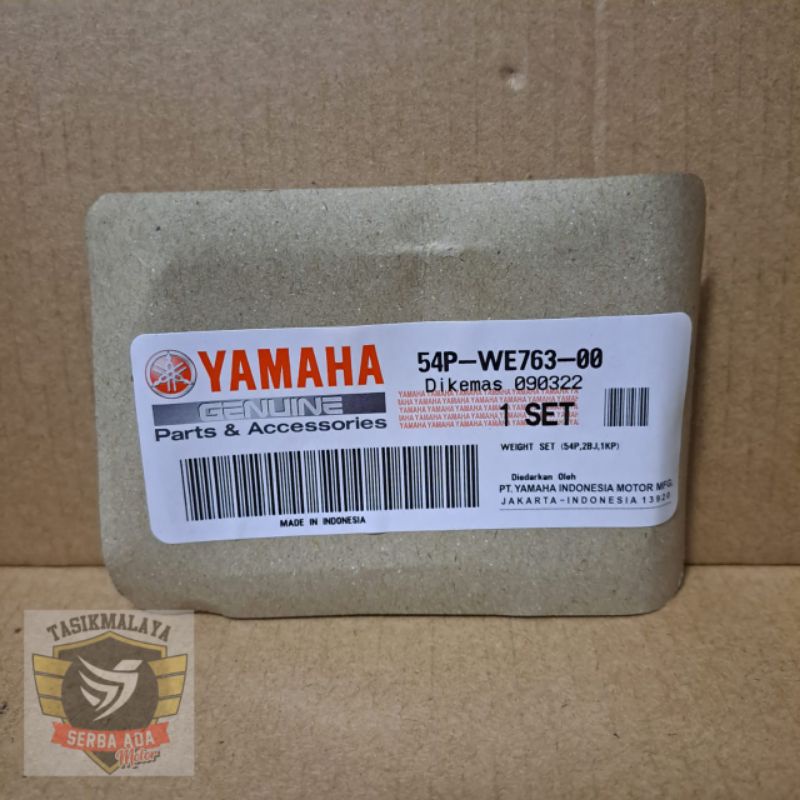 YAMAHA
GENUINE
Parts & Accessories
MADE IN INDONESIA
54P-WE763-00
Dikemas 090322
1 SET
WEIGHT SET (54P,2BJ,1KP)
Diedarkan Oleh
PT. YAMAHA INDONESIA MOTOR MFG.
JAKARTA-INDONESIA 13920
TASIKMALAYA
SERBA ADA
Motor